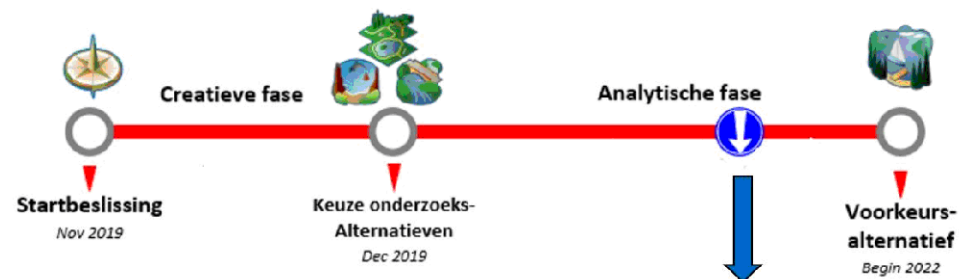 Creatieve fase
Analytische fase
Startbeslissing
Nov 2019
Keuze onderzoeks-
Alternatieven
Dec 2019
Voorkeurs-
alternatief
Begin 2022